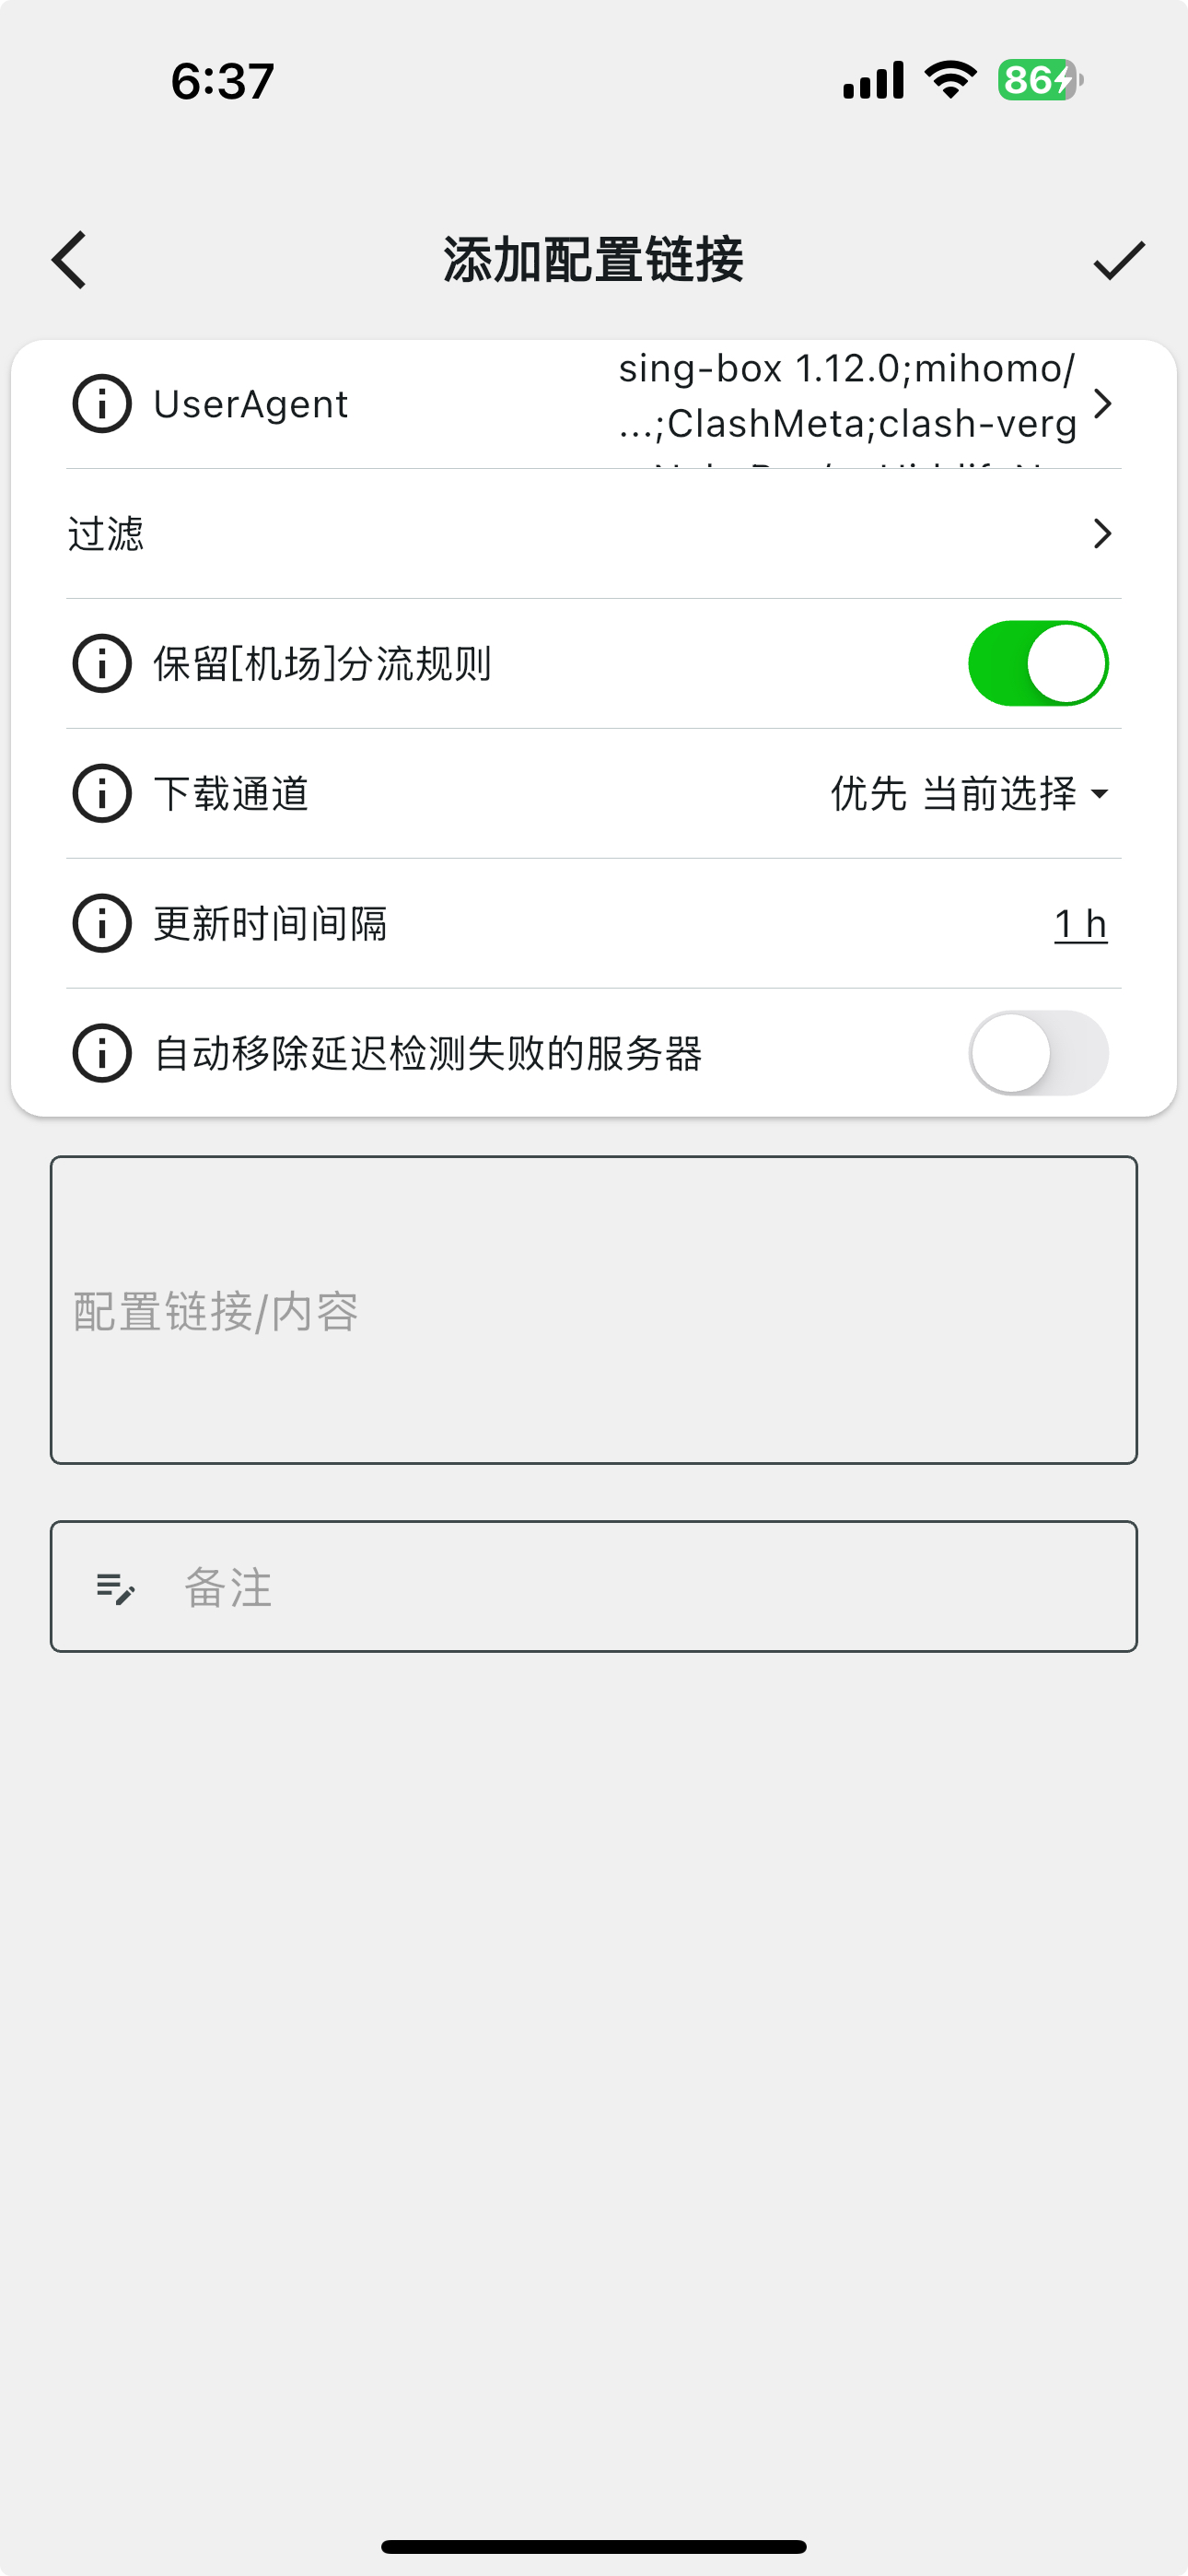 6:37
86
添加配置链接
UserAgent
sing-box 1.12.0;mihomo/
...;ClashMeta;clash-verg
过滤
保留[机场]分流规则
下载通道
优先 当前选择
更新时间间隔
1 h
自动移除延迟检测失败的服务器
配置链接/内容
备注